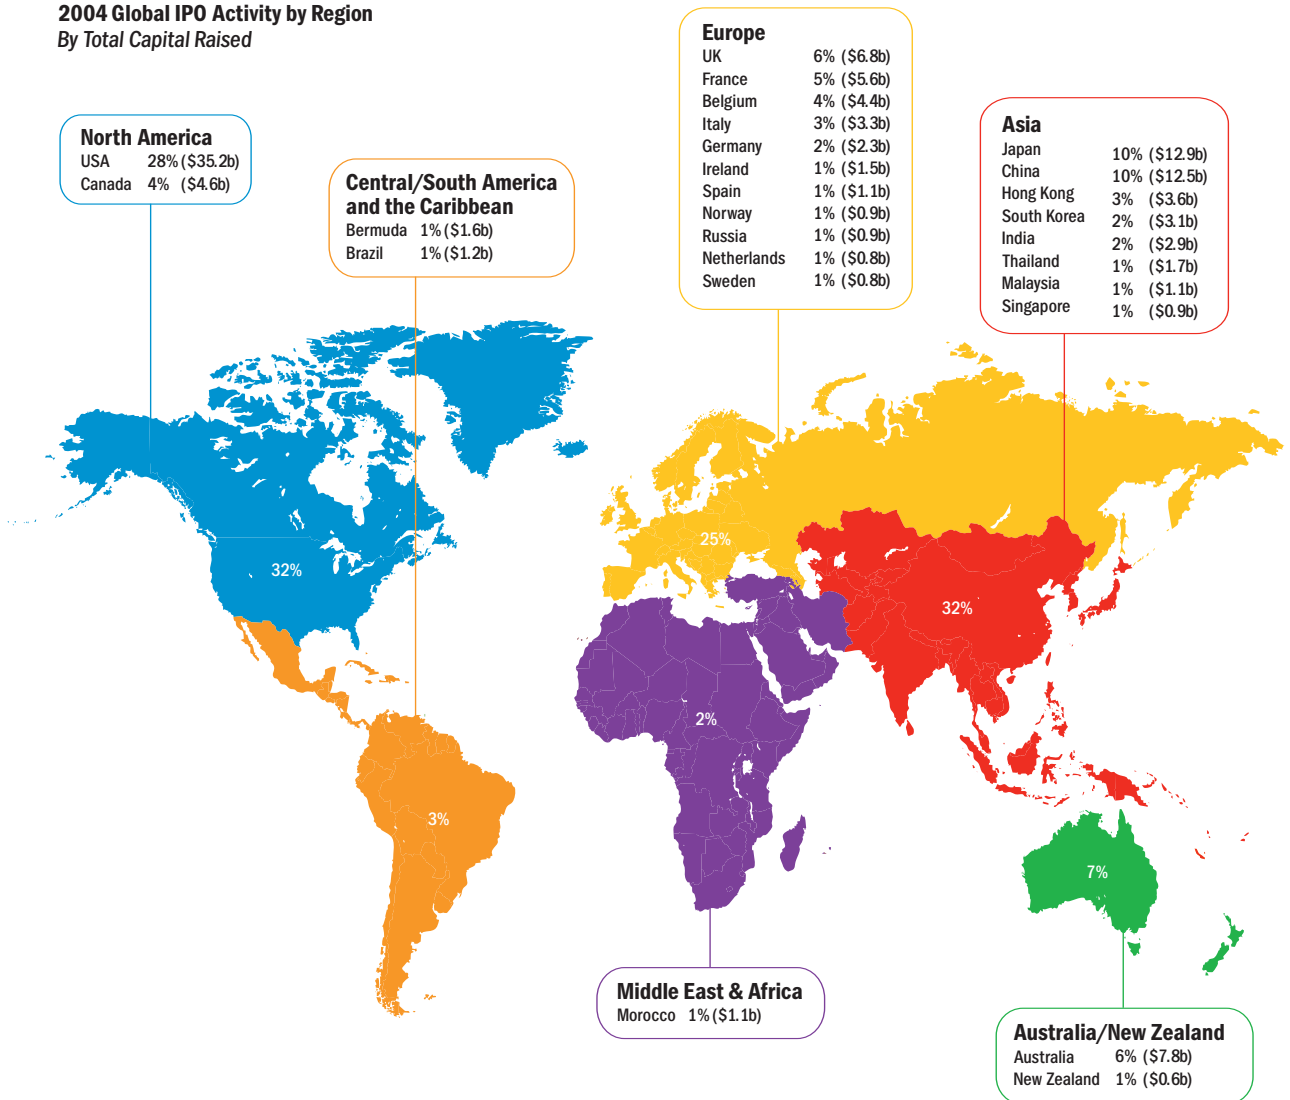 2004 Global IPO Activity by Region
By Total Capital Raised
North America
USA 28% ($35.2b)
Canada 4% ($4.6b)
Central/South America
and the Caribbean
Bermuda 1% ($1.6b)
Brazil 1% ($1.2b)
Europe
UK 6% ($6.8b)
France 5% ($5.6b)
Belgium 4% ($4.4b)
Italy 3% ($3.3b)
Germany 2% ($2.3b)
Ireland 1% ($1.5b)
Spain 1% ($1.1b)
Norway 1% ($0.9b)
Russia 1% ($0.9b)
Netherlands 1% ($0.8b)
Sweden 1% ($0.8b)
Asia
Japan 10% ($12.9b)
China 10% ($12.5b)
Hong Kong 3% ($3.6b)
South Korea 2% ($3.1b)
India 2% ($2.9b)
Thailand 1% ($1.7b)
Malaysia 1% ($1.1b)
Singapore 1% ($0.9b)
32%
25%
32%
2%
3%
7%
Middle East & Africa
Morocco 1% ($1.1b)
Australia/New Zealand
Australia 6% ($7.8b)
New Zealand 1% ($0.6b)